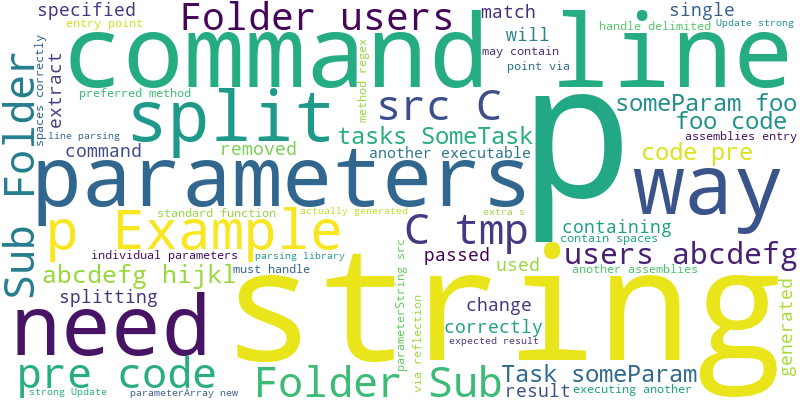 specified
entry point
Folder users
match
single
handle delimited
Update strong
command line
will
may contain
point via
spaces correctly
extract
method regex
preferred method
split
src C
p
someParam foo
foo code
line parsing
tasks SomeTask
assemblies entry
command
removed
another executable
code pre
Sub Folder
parameters
way
standard function
actually generated
extra s
p Example
C tmp
containing
contain spaces
individual parameters
parsing library
passed
used
users abcdefg
abcdefg hijkl
must handle
another assemblies
splitting
need
string
parameterString src
via reflection
change
correctly
expected result
generated
pre code
Folder Sub
Task someParam
strong Update
parameterArray new
result
executing another